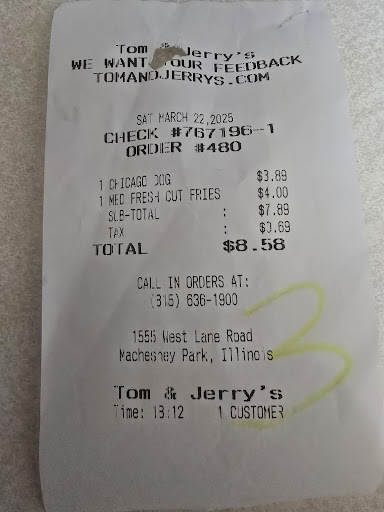 Tom & Jerry's
WE WANT YOUR FEEDBACK
TOMANDJERRYS.COM
SAT MARCH 22,2025
CHECK #767196-1
ORDER #480
1 CHICAGO DOG $3.89
1 MED FRESH CUT FRIES $4.00
SUB-TOTAL : $7.89
TAX : $0.69
TOTAL $8.58
CALL IN ORDERS AT:
(815) 636-1900
1555 West Lane Road
Machesney Park, Illinois
3
Tom & Jerry's
Time: 13:12 1 CUSTOMER